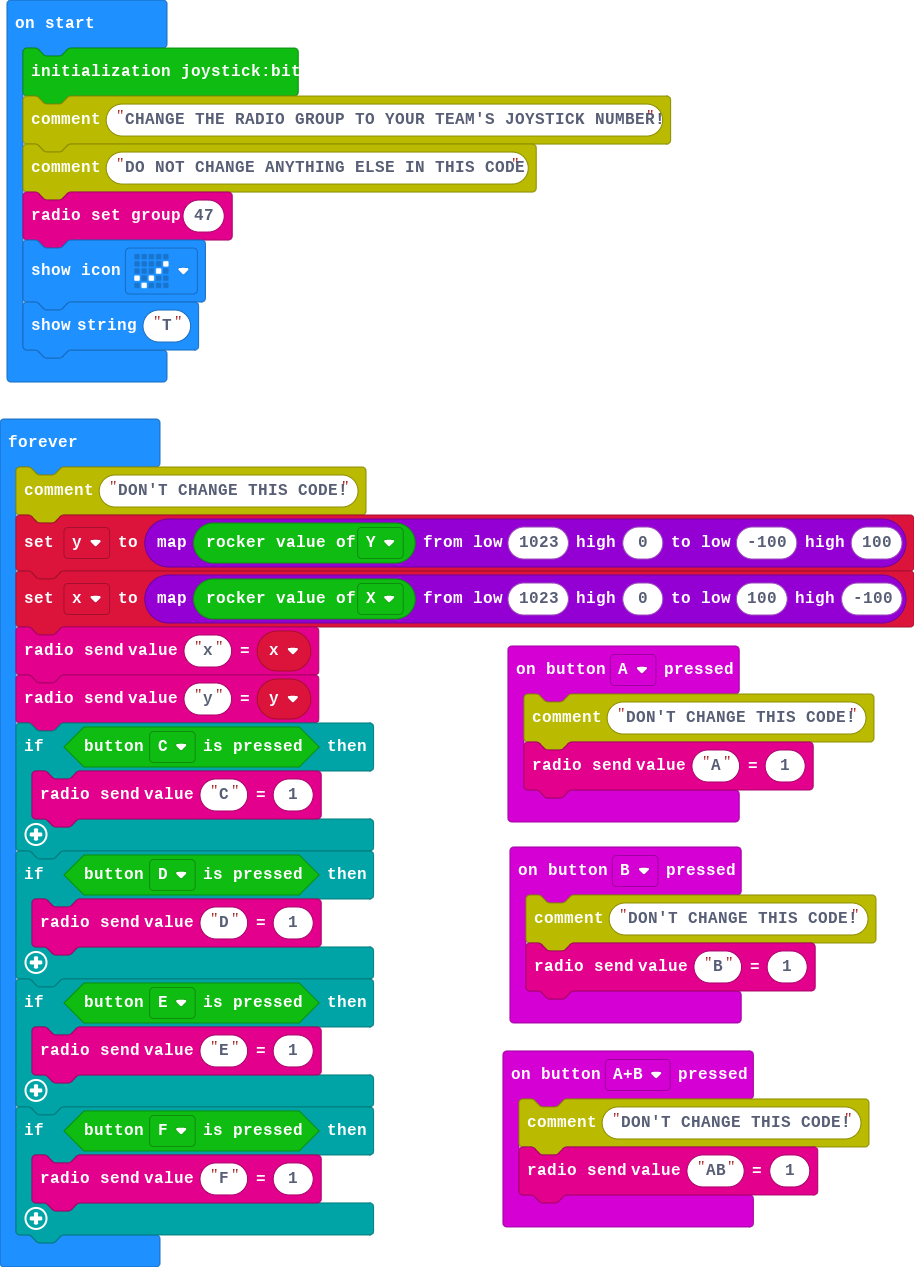 on start
initialization joystick:bit
comment "CHANGE THE RADIO GROUP TO YOUR TEAM'S JOYSTICK NUMBER!"
comment "DO NOT CHANGE ANYTHING ELSE IN THIS CODE"
radio set group 47
show icon
show string "T"
forever
comment "DON'T CHANGE THIS CODE!"
set y to map rocker value of Y from low 1023 high 0 to low -100 high 100
set x to map rocker value of X from low 1023 high 0 to low 100 high -100
radio send value "x" = x
radio send value "y" = y
if button C is pressed then
radio send value "C" = 1
if button D is pressed then
radio send value "D" = 1
if button E is pressed then
radio send value "E" = 1
if button F is pressed then
radio send value "F" = 1
on button A pressed
comment "DON'T CHANGE THIS CODE!"
radio send value "A" = 1
on button B pressed
comment "DON'T CHANGE THIS CODE!"
radio send value "B" = 1
on button A+B pressed
comment "DON'T CHANGE THIS CODE!"
radio send value "AB" = 1